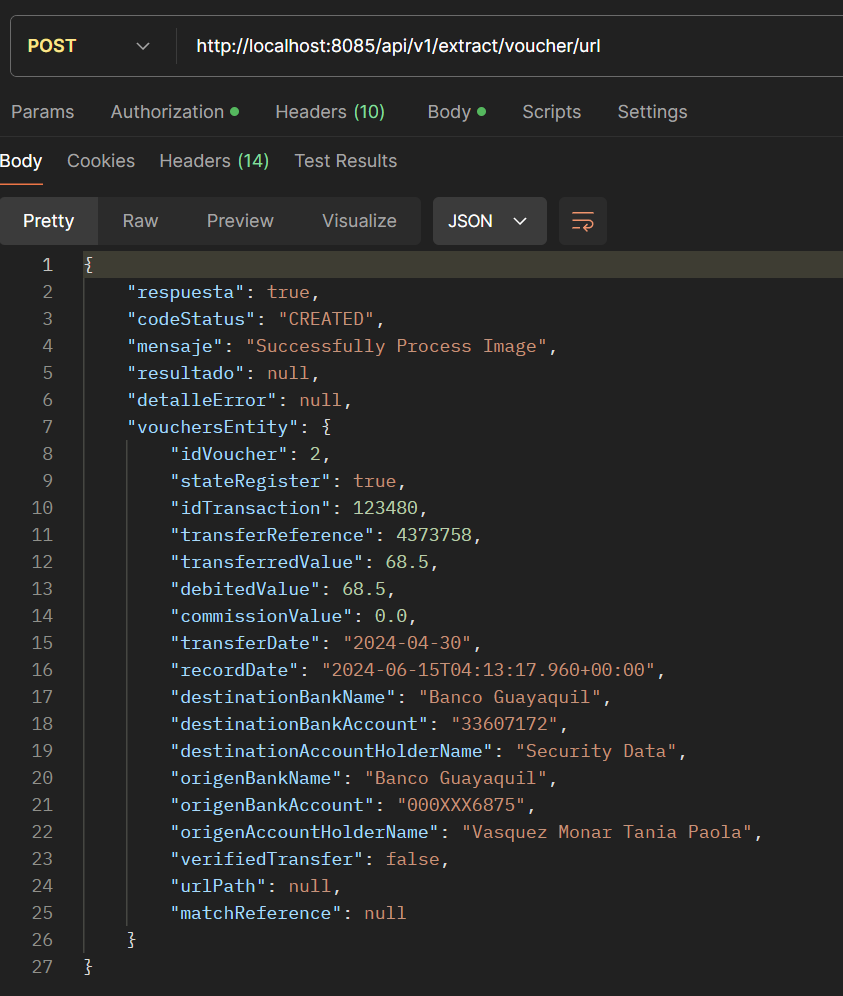 POST http://localhost:8085/api/v1/extract/voucher/url
Params Authorization Headers (10) Body Scripts Settings
Body Cookies Headers (14) Test Results
Pretty Raw Preview Visualize JSON
1 {
2 "respuesta": true,
3 "codeStatus": "CREATED",
4 "mensaje": "Successfully Process Image",
5 "resultado": null,
6 "detalleError": null,
7 "vouchersEntity": {
8 "idVoucher": 2,
9 "stateRegister": true,
10 "idTransaction": 123480,
11 "transferReference": 4373758,
12 "transferredValue": 68.5,
13 "debitedValue": 68.5,
14 "commissionValue": 0.0,
15 "transferDate": "2024-04-30",
16 "recordDate": "2024-06-15T04:13:17.960+00:00",
17 "destinationBankName": "Banco Guayaquil",
18 "destinationBankAccount": "33607172",
19 "destinationAccountHolderName": "Security Data",
20 "origenBankName": "Banco Guayaquil",
21 "origenBankAccount": "000XXX6875",
22 "origenAccountHolderName": "Vasquez Monar Tania Paola",
23 "verifiedTransfer": false,
24 "urlPath": null,
25 "matchReference": null
26 }
27 }